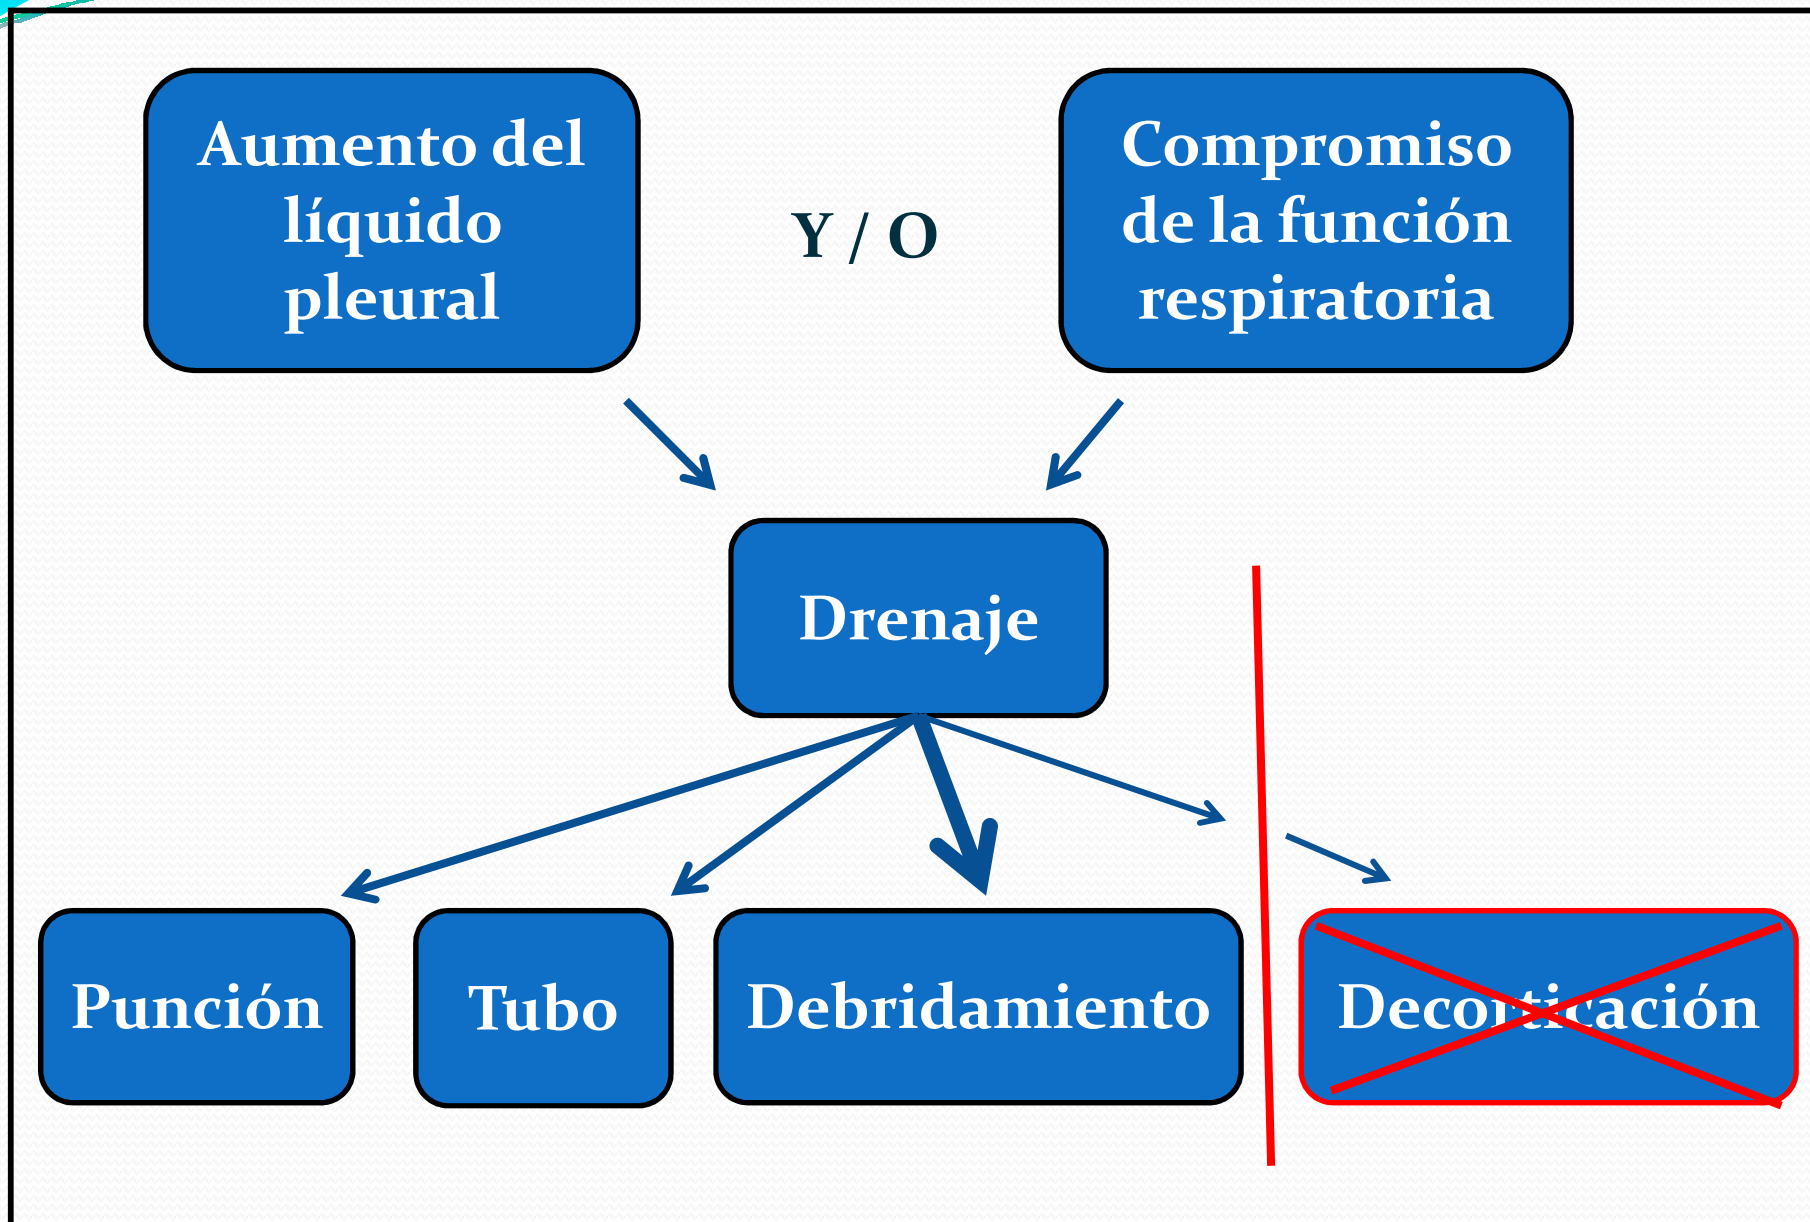 Aumento del
líquido
pleural
Y / O
Compromiso
de la función
respiratoria
Drenaje
Punción
Tubo
Debridamiento
Decorticación